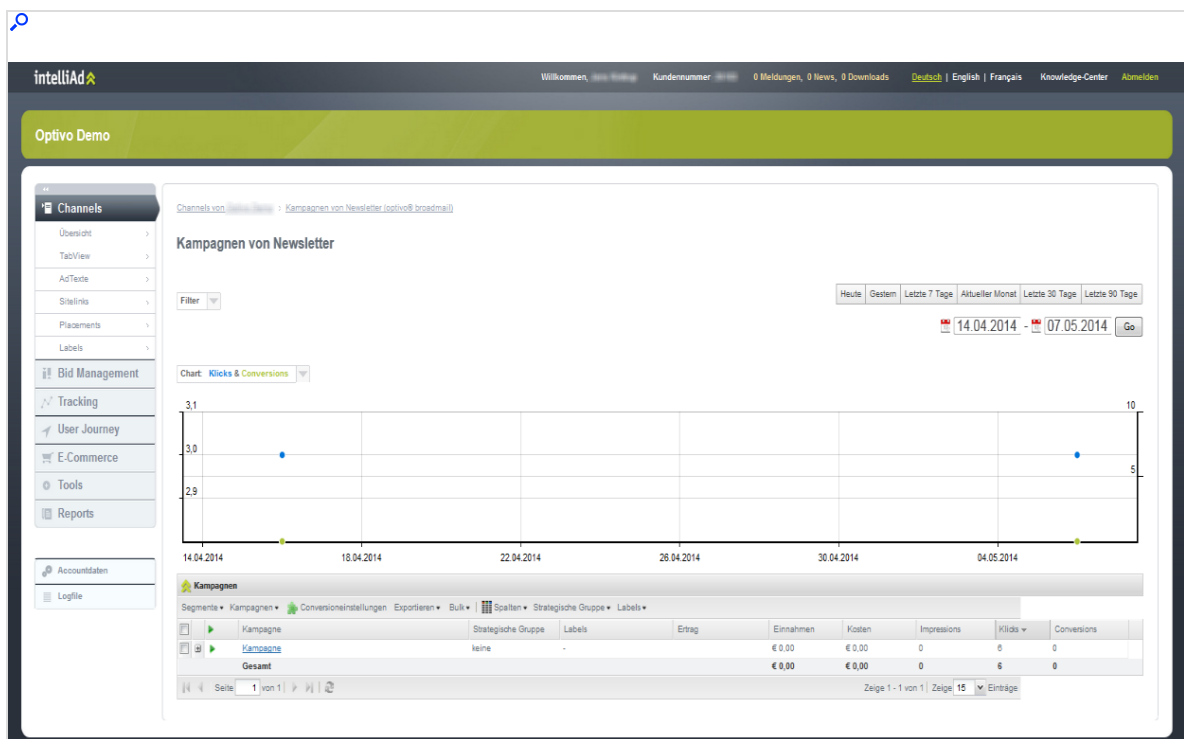 intelliAd
Willkommen, Kundennummer 0 Meldungen, 0 News, 0 Downloads Deutsch | English | Français Knowledge-Center Abmelden
Optivo Demo
Channels
Übersicht
TabView
AdTexte
Sitelinks
Placements
Labels
Bid Management
Tracking
User Journey
E-Commerce
Tools
Reports
Accountdaten
Logfile
Channels von › Kampagnen von Newsletter (optivo® broadmail)
Kampagnen von Newsletter
Filter
Heute Gestern Letzte 7 Tage Aktueller Monat Letzte 30 Tage Letzte 90 Tage
14.04.2014 - 07.05.2014 Go
Chart: Klicks & Conversions
3,1 10
3,0
5
2,9
14.04.2014 18.04.2014 22.04.2014 26.04.2014 30.04.2014 04.05.2014
Kampagnen
Segmente Kampagnen Conversioneinstellungen Exportieren Bulk | Spalten Strategische Gruppe Labels
Kampagne Strategische Gruppe Labels Ertrag Einnahmen Kosten Impressions Klicks Conversions
Kampagne keine - € 0,00 € 0,00 0 6 0
Gesamt € 0,00 € 0,00 0 6 0
Seite 1 von 1 Zeige 1 - 1 von 1 Zeige 15 Einträge